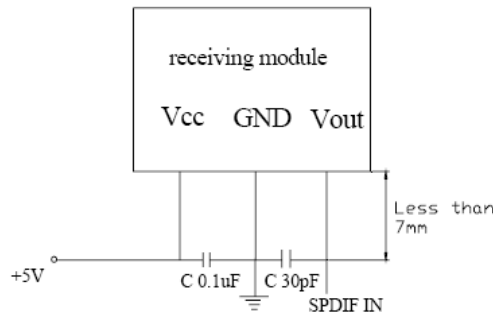 receiving module
Vcc GND Vout
Less than
7mm
+5V
C 0.1uF C 30pF
SPDIF IN